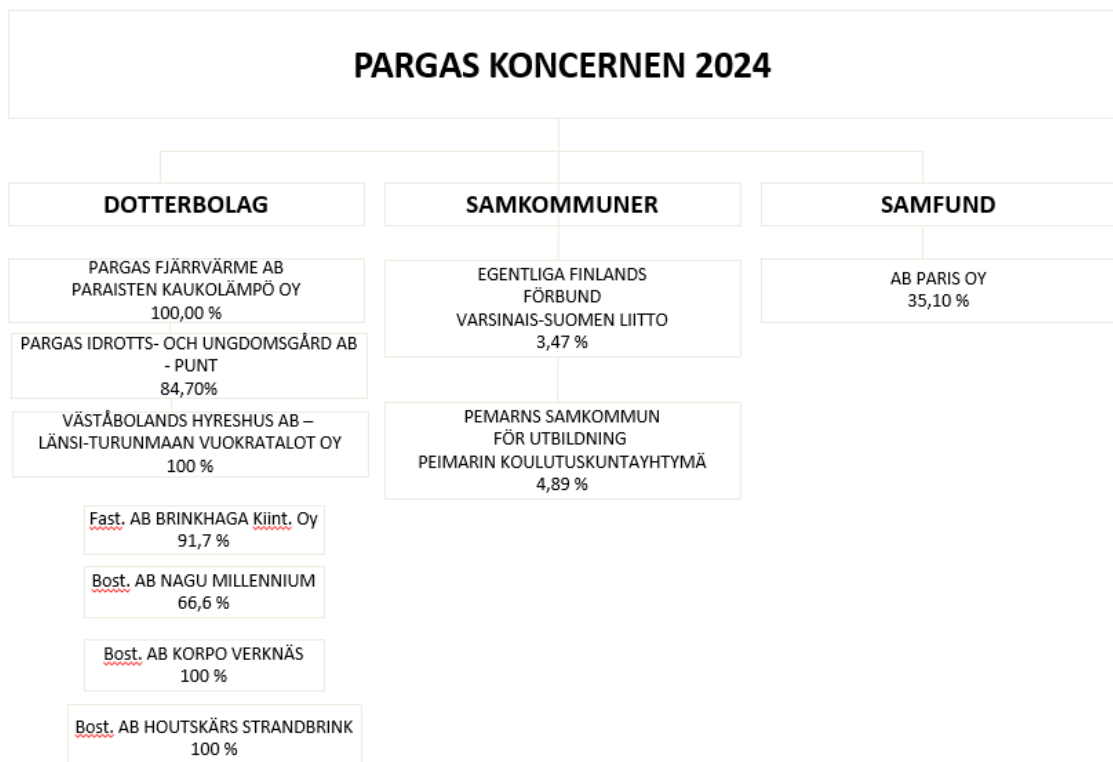 PARGAS KONCERNEN 2024
DOTTERBOLAG
PARGAS FJÄRRVÄRME AB
PARAISTEN KAUKOLÄMPÖ OY
100,00 %
PARGAS IDROTTS- OCH UNGDOMSGÅRD AB
- PUNT
84,70%
VÄSTÅBOLANDS HYRESHUS AB –
LÄNSI-TURUNMAAN VUOKRATALOT OY
100 %
Fast. AB BRINKHAGA Kiint. Oy
91,7 %
Bost. AB NAGU MILLENNIUM
66,6 %
Bost. AB KORPO VERKNÄS
100 %
Bost. AB HOUTSKÄRS STRANDBRINK
100 %
SAMKOMMUNER
EGENTLIGA FINLANDS
FÖRBUND
VARSINAIS-SUOMEN LIITTO
3,47 %
PEMARNS SAMKOMMUN
FÖR UTBILDNING
PEIMARIN KOULUTUSKUNTAYHTYMÄ
4,89 %
SAMFUND
AB PARIS OY
35,10 %